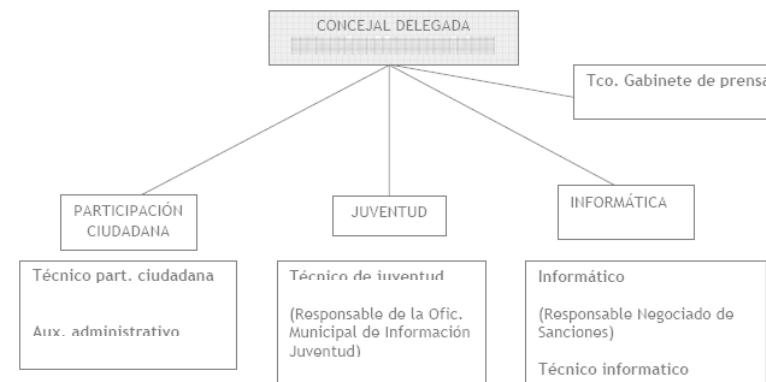 CONCEJAL DELEGADA
Tco. Gabinete de prensa
PARTICIPACIÓN
CIUDADANA
JUVENTUD
INFORMÁTICA
Técnico part. ciudadana
Aux. administrativo
Técnico de juventud
(Responsable de la Ofic.
Municipal de Información
Juventud)
Informático
(Responsable Negociado de
Sanciones)
Técnico informatico